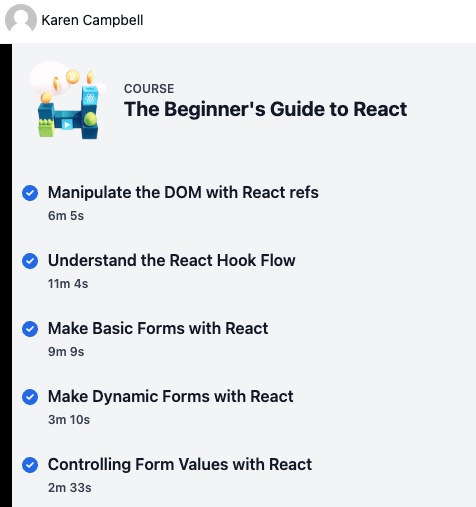 Karen Campbell
COURSE
The Beginner's Guide to React
Manipulate the DOM with React refs
6m 5s
Understand the React Hook Flow
11m 4s
Make Basic Forms with React
9m 9s
Make Dynamic Forms with React
3m 10s
Controlling Form Values with React
2m 33s